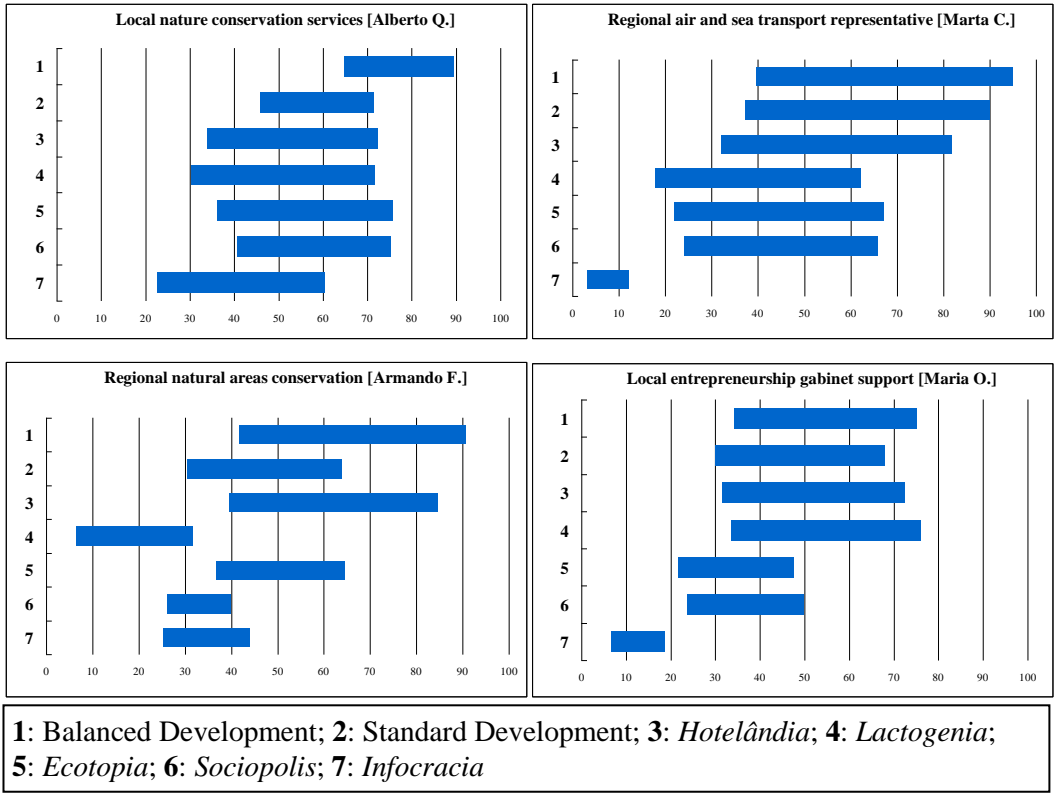 Local nature conservation services [Alberto Q.]
1
2
3
4
5
6
7
0 10 20 30 40 50 60 70 80 90 100
Regional air and sea transport representative [Marta C.]
1
2
3
4
5
6
7
0 10 20 30 40 50 60 70 80 90 100
Regional natural areas conservation [Armando F.]
1
2
3
4
5
6
7
0 10 20 30 40 50 60 70 80 90 100
Local entrepreneurship gabinet support [Maria O.]
1
2
3
4
5
6
7
0 10 20 30 40 50 60 70 80 90 100
1: Balanced Development; 2: Standard Development; 3: Hotelândia; 4: Lactogenia;
5: Ecotopia; 6: Sociopolis; 7: Infocracia